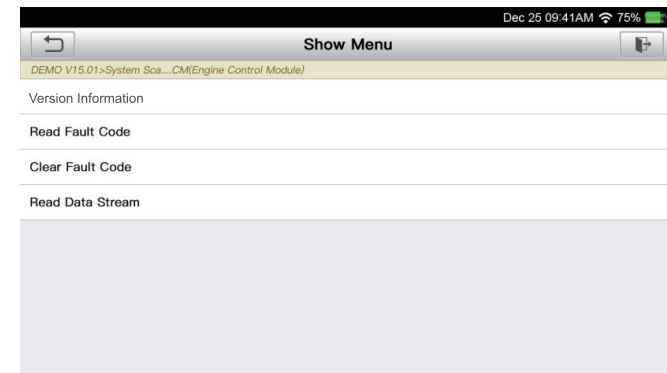 Dec 25 09:41AM 75%
Show Menu
DEMO V15.01>System Sca....CM(Engine Control Module)
Version Information
Read Fault Code
Clear Fault Code
Read Data Stream